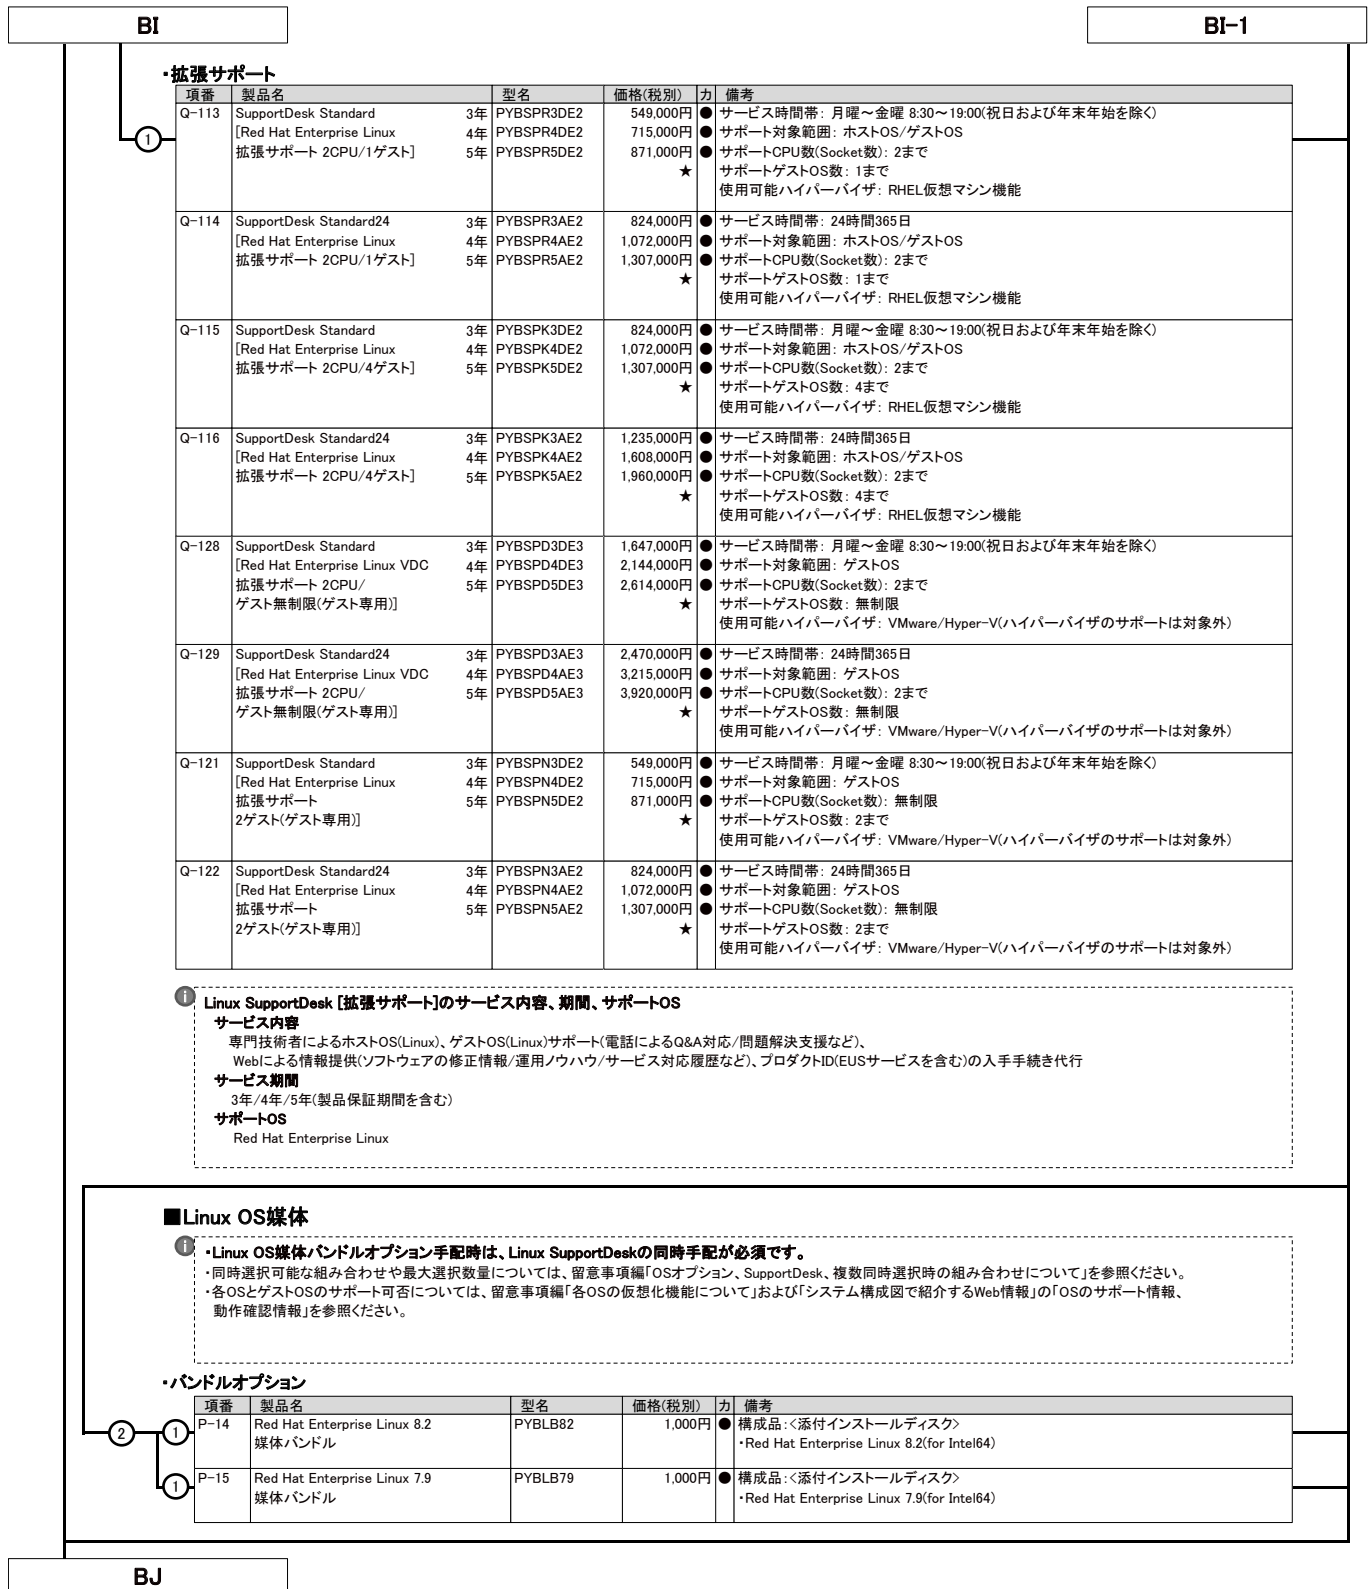 BI
BI-1
・拡張サポート
項番 製品名 型名 価格(税別) カ 備考
Q-113 SupportDesk Standard 3年 PYBSPR3DE2 549,000円 ● サービス時間帯: 月曜～金曜 8:30～19:00(祝日および年末年始を除く)
[Red Hat Enterprise Linux 4年 PYBSPR4DE2 715,000円 ● サポート対象範囲: ホストOS/ゲストOS
拡張サポート 2CPU/1ゲスト] 5年 PYBSPR5DE2 871,000円 ● サポートCPU数(Socket数): 2まで
★ サポートゲストOS数: 1まで
使用可能ハイパーバイザ: RHEL仮想マシン機能
Q-114 SupportDesk Standard24 3年 PYBSPR3AE2 824,000円 ● サービス時間帯: 24時間365日
[Red Hat Enterprise Linux 4年 PYBSPR4AE2 1,072,000円 ● サポート対象範囲: ホストOS/ゲストOS
拡張サポート 2CPU/1ゲスト] 5年 PYBSPR5AE2 1,307,000円 ● サポートCPU数(Socket数): 2まで
★ サポートゲストOS数: 1まで
使用可能ハイパーバイザ: RHEL仮想マシン機能
Q-115 SupportDesk Standard 3年 PYBSPK3DE2 824,000円 ● サービス時間帯: 月曜～金曜 8:30～19:00(祝日および年末年始を除く)
[Red Hat Enterprise Linux 4年 PYBSPK4DE2 1,072,000円 ● サポート対象範囲: ホストOS/ゲストOS
拡張サポート 2CPU/4ゲスト] 5年 PYBSPK5DE2 1,307,000円 ● サポートCPU数(Socket数): 2まで
★ サポートゲストOS数: 4まで
使用可能ハイパーバイザ: RHEL仮想マシン機能
Q-116 SupportDesk Standard24 3年 PYBSPK3AE2 1,235,000円 ● サービス時間帯: 24時間365日
[Red Hat Enterprise Linux 4年 PYBSPK4AE2 1,608,000円 ● サポート対象範囲: ホストOS/ゲストOS
拡張サポート 2CPU/4ゲスト] 5年 PYBSPK5AE2 1,960,000円 ● サポートCPU数(Socket数): 2まで
★ サポートゲストOS数: 4まで
使用可能ハイパーバイザ: RHEL仮想マシン機能
Q-128 SupportDesk Standard 3年 PYBSPD3DE3 1,647,000円 ● サービス時間帯: 月曜～金曜 8:30～19:00(祝日および年末年始を除く)
[Red Hat Enterprise Linux VDC 4年 PYBSPD4DE3 2,144,000円 ● サポート対象範囲: ゲストOS
拡張サポート 2CPU/ 5年 PYBSPD5DE3 2,614,000円 ● サポートCPU数(Socket数): 2まで
ゲスト無制限(ゲスト専用)] ★ サポートゲストOS数: 無制限
使用可能ハイパーバイザ: VMware/Hyper-V(ハイパーバイザのサポートは対象外)
Q-129 SupportDesk Standard24 3年 PYBSPD3AE3 2,470,000円 ● サービス時間帯: 24時間365日
[Red Hat Enterprise Linux VDC 4年 PYBSPD4AE3 3,215,000円 ● サポート対象範囲: ゲストOS
拡張サポート 2CPU/ 5年 PYBSPD5AE3 3,920,000円 ● サポートCPU数(Socket数): 2まで
ゲスト無制限(ゲスト専用)] ★ サポートゲストOS数: 無制限
使用可能ハイパーバイザ: VMware/Hyper-V(ハイパーバイザのサポートは対象外)
Q-121 SupportDesk Standard 3年 PYBSPN3DE2 549,000円 ● サービス時間帯: 月曜～金曜 8:30～19:00(祝日および年末年始を除く)
[Red Hat Enterprise Linux 4年 PYBSPN4DE2 715,000円 ● サポート対象範囲: ゲストOS
拡張サポート 5年 PYBSPN5DE2 871,000円 ● サポートCPU数(Socket数): 無制限
2ゲスト(ゲスト専用)] ★ サポートゲストOS数: 2まで
使用可能ハイパーバイザ: VMware/Hyper-V(ハイパーバイザのサポートは対象外)
Q-122 SupportDesk Standard24 3年 PYBSPN3AE2 824,000円 ● サービス時間帯: 24時間365日
[Red Hat Enterprise Linux 4年 PYBSPN4AE2 1,072,000円 ● サポート対象範囲: ゲストOS
拡張サポート 5年 PYBSPN5AE2 1,307,000円 ● サポートCPU数(Socket数): 無制限
2ゲスト(ゲスト専用)] ★ サポートゲストOS数: 2まで
使用可能ハイパーバイザ: VMware/Hyper-V(ハイパーバイザのサポートは対象外)
1
i
Linux SupportDesk [拡張サポート]のサービス内容、期間、サポートOS
サービス内容
専門技術者によるホストOS(Linux)、ゲストOS(Linux)サポート(電話によるQ&A対応/問題解決支援など)、
Webによる情報提供(ソフトウェアの修正情報/運用ノウハウ/サービス対応履歴など)、プロダクトID(EUSサービスを含む)の入手手続き代行
サービス期間
3年/4年/5年(製品保証期間を含む)
サポートOS
Red Hat Enterprise Linux
■Linux OS媒体
i
・Linux OS媒体バンドルオプション手配時は、Linux SupportDeskの同時手配が必須です。
・同時選択可能な組み合わせや最大選択数量については、留意事項編「OSオプション、SupportDesk、複数同時選択時の組み合わせについて」を参照ください。
・各OSとゲストOSのサポート可否については、留意事項編「各OSの仮想化機能について」および「システム構成図で紹介するWeb情報」の「OSのサポート情報、
動作確認情報」を参照ください。
・バンドルオプション
項番 製品名 型名 価格(税別) カ 備考
2 1 P-14 Red Hat Enterprise Linux 8.2 PYBLB82 1,000円 ● 構成品:<添付インストールディスク>
媒体バンドル ・Red Hat Enterprise Linux 8.2(for Intel64)
1 P-15 Red Hat Enterprise Linux 7.9 PYBLB79 1,000円 ● 構成品:<添付インストールディスク>
媒体バンドル ・Red Hat Enterprise Linux 7.9(for Intel64)
BJ